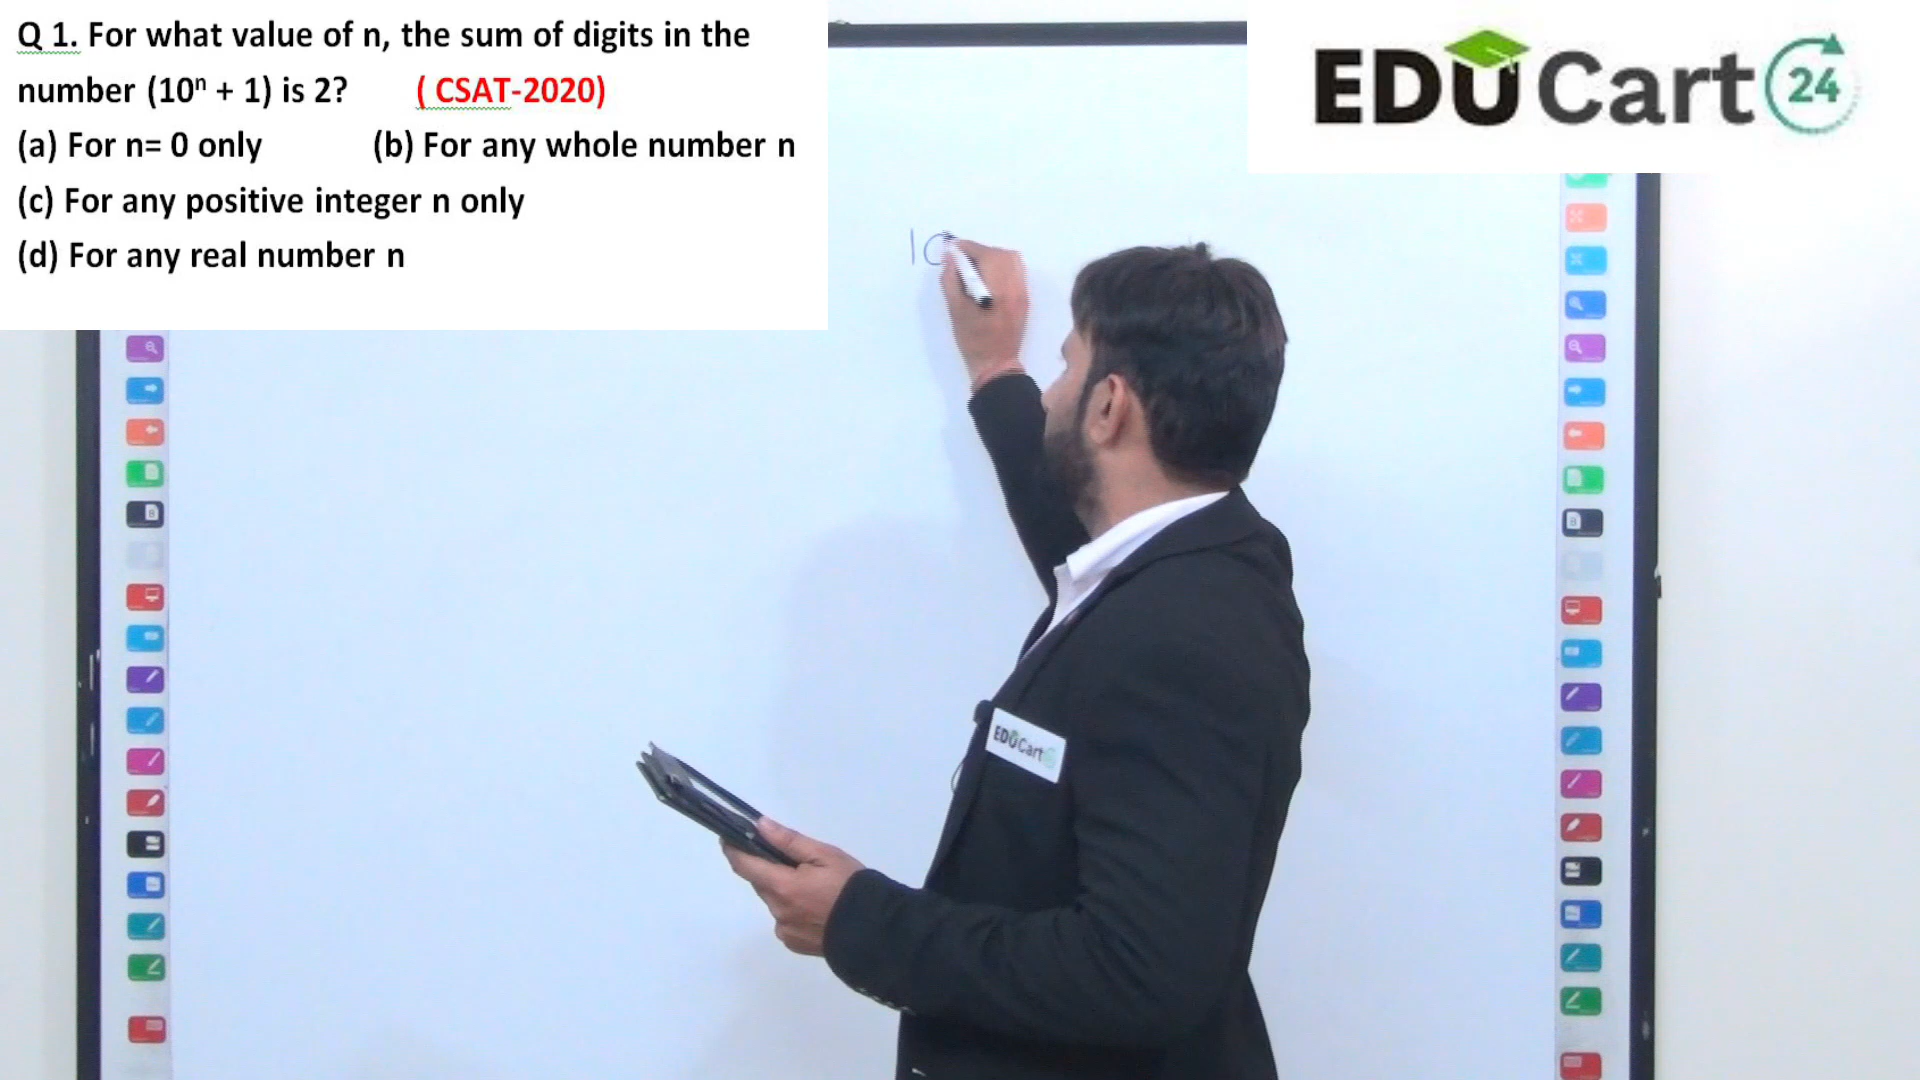 Q 1. For what value of n, the sum of digits in the
number (10ⁿ + 1) is 2? ( CSAT-2020)
(a) For n= 0 only (b) For any whole number n
(c) For any positive integer n only
(d) For any real number n
EDUCart 24
10
EDUCart